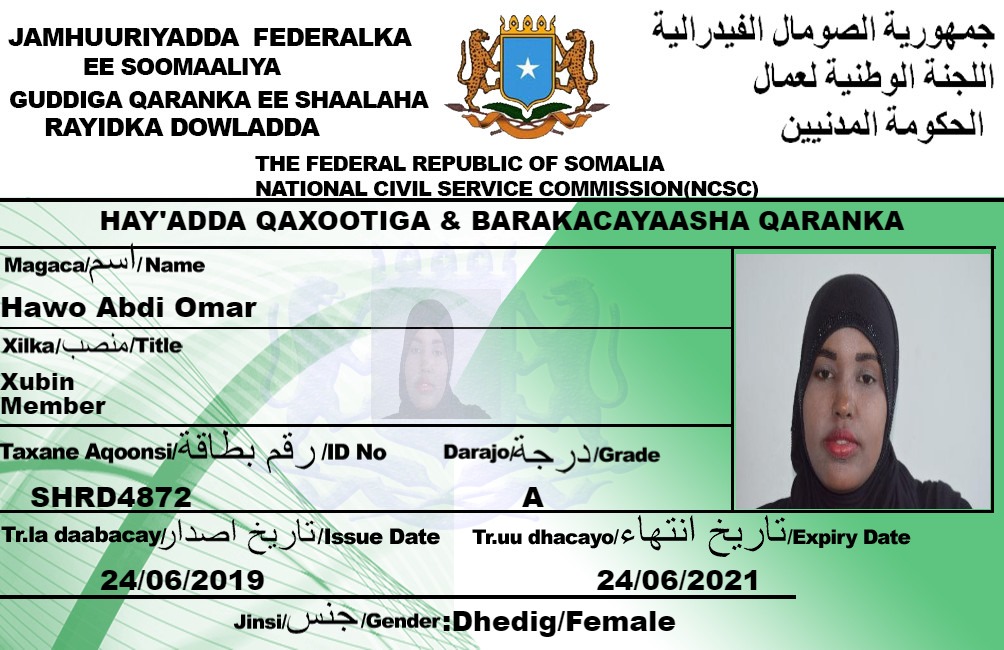 JAMHUURIYADDA FEDERALKA
EE SOOMAALIYA
GUDDIGA QARANKA EE SHAALAHA
RAYIDKA DOWLADDA
جمهورية الصومال الفيدرالية
اللجنة الوطنية لعمال
الحكومة المدنيين
THE FEDERAL REPUBLIC OF SOMALIA
NATIONAL CIVIL SERVICE COMMISSION(NCSC)
HAY'ADDA QAXOOTIGA & BARAKACAYAASHA QARANKA
Magaca/اسم/Name
Hawo Abdi Omar
Xilka/منصب/Title
Xubin
Member
Taxane Aqoonsi/رقم بطاقة/ID No Darajo/درجة/Grade
SHRD4872 A
Tr.la daabacay/تاريخ اصدار/Issue Date Tr.uu dhacayo/تاريخ انتهاء/Expiry Date
24/06/2019 24/06/2021
Jinsi/جنس/Gender:Dhedig/Female